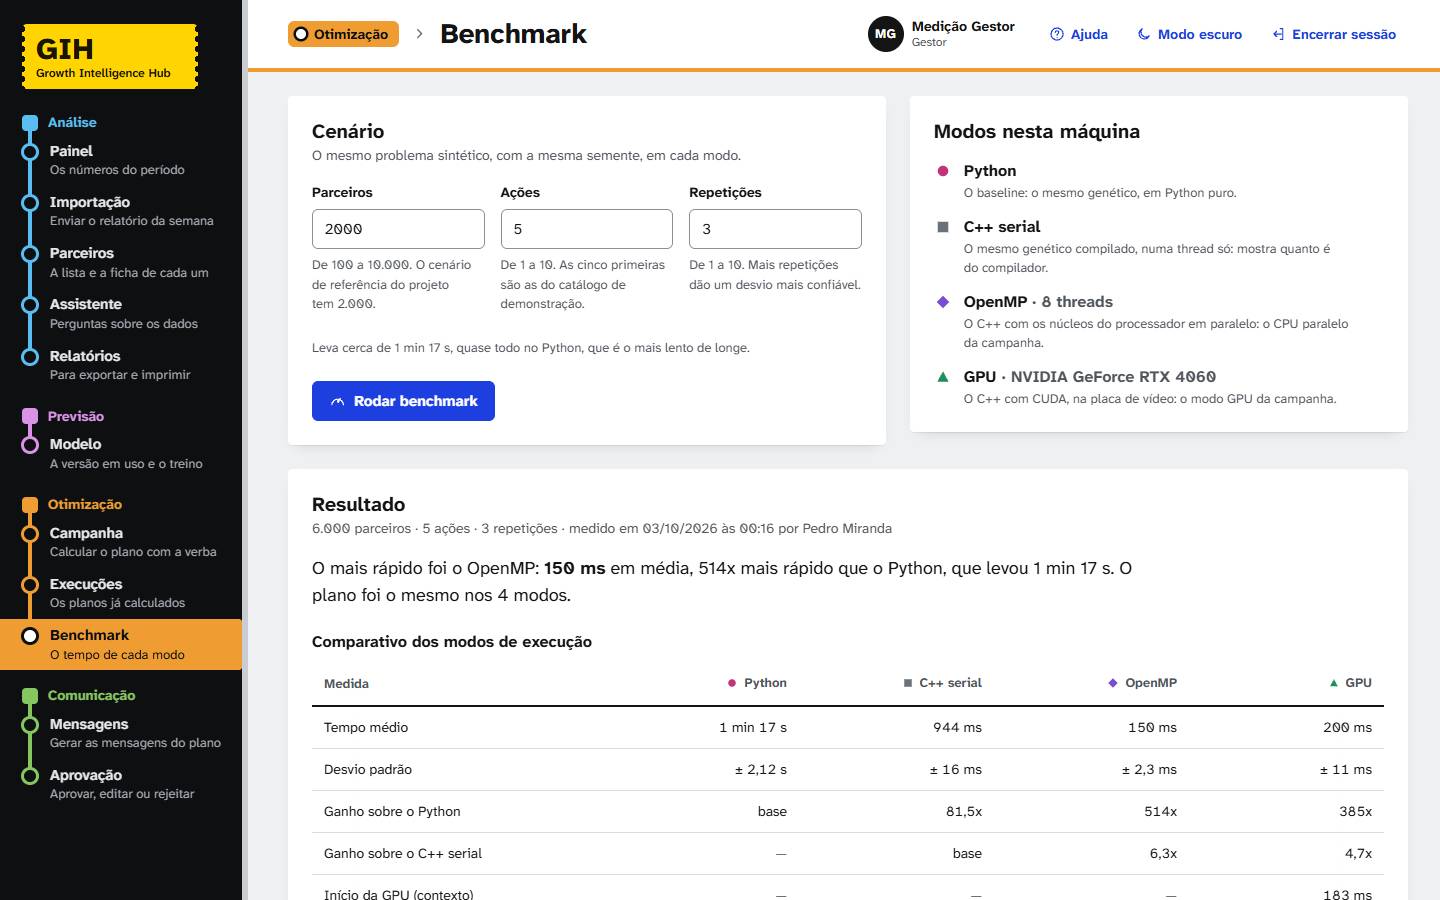 GIH
Growth Intelligence Hub
Análise
Painel
Os números do período
Importação
Enviar o relatório da semana
Parceiros
A lista e a ficha de cada um
Assistente
Perguntas sobre os dados
Relatórios
Para exportar e imprimir
Previsão
Modelo
A versão em uso e o treino
Otimização
Campanha
Calcular o plano com a verba
Execuções
Os planos já calculados
Benchmark
O tempo de cada modo
Comunicação
Mensagens
Gerar as mensagens do plano
Aprovação
Aprovar, editar ou rejeitar
Otimização
Benchmark
MG
Medição Gestor
Gestor
Ajuda
Modo escuro
Encerrar sessão
Cenário
O mesmo problema sintético, com a mesma semente, em cada modo.
Parceiros
2000
De 100 a 10.000. O cenário
de referência do projeto
tem 2.000.
Ações
5
De 1 a 10. As cinco primeiras
são as do catálogo de
demonstração.
Repetições
3
De 1 a 10. Mais repetições
dão um desvio mais confiável.
Leva cerca de 1 min 17 s, quase todo no Python, que é o mais lento de longe.
Rodar benchmark
Modos nesta máquina
Python
O baseline: o mesmo genético, em Python puro.
C++ serial
O mesmo genético compilado, numa thread só: mostra quanto é
do compilador.
OpenMP · 8 threads
O C++ com os núcleos do processador em paralelo: o CPU paralelo
da campanha.
GPU · NVIDIA GeForce RTX 4060
O C++ com CUDA, na placa de vídeo: o modo GPU da campanha.
Resultado
6.000 parceiros · 5 ações · 3 repetições · medido em 03/10/2026 às 00:16 por Pedro Miranda
O mais rápido foi o OpenMP: 150 ms em média, 514x mais rápido que o Python, que levou 1 min 17 s. O
plano foi o mesmo nos 4 modos.
Comparativo dos modos de execução
Medida Python C++ serial OpenMP GPU
Tempo médio 1 min 17 s 944 ms 150 ms 200 ms
Desvio padrão ± 2,12 s ± 16 ms ± 2,3 ms ± 11 ms
Ganho sobre o Python base 81,5x 514x 385x
Ganho sobre o C++ serial — base 6,3x 4,7x
Início da GPU (contexto) — — — 183 ms